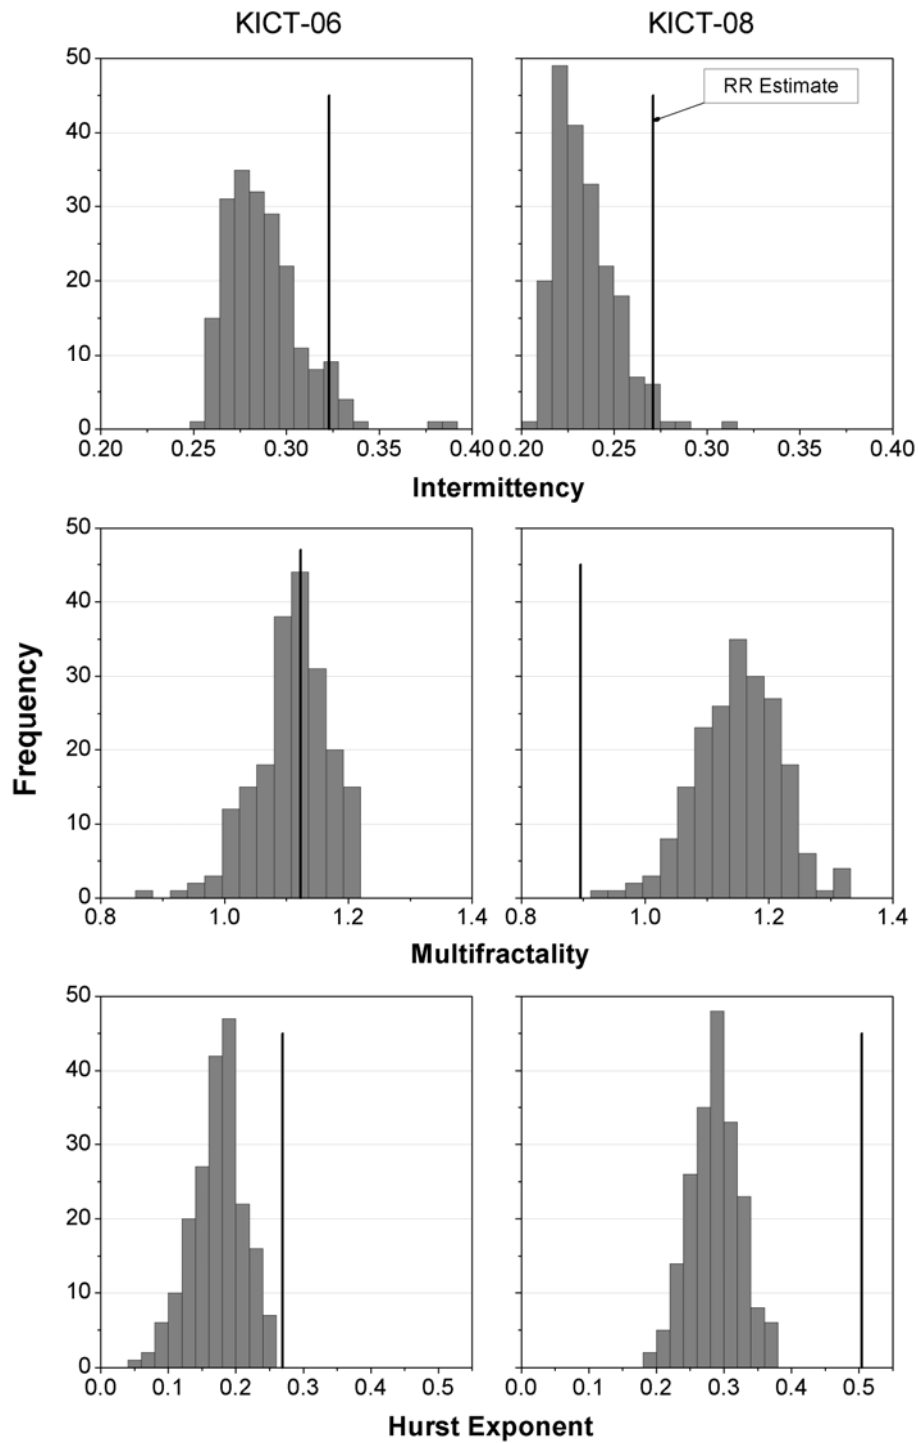 KICT-06 KICT-08
50
40
30
20
10
0
RR Estimate
0.20 0.25 0.30 0.35 0.40 0.20 0.25 0.30 0.35 0.40
Intermittency
50
40
30
20
10
0
0.8 1.0 1.2 1.4 0.8 1.0 1.2 1.4
Multifractality
Frequency
50
40
30
20
10
0
0.0 0.1 0.2 0.3 0.4 0.5 0.0 0.1 0.2 0.3 0.4 0.5
Hurst Exponent